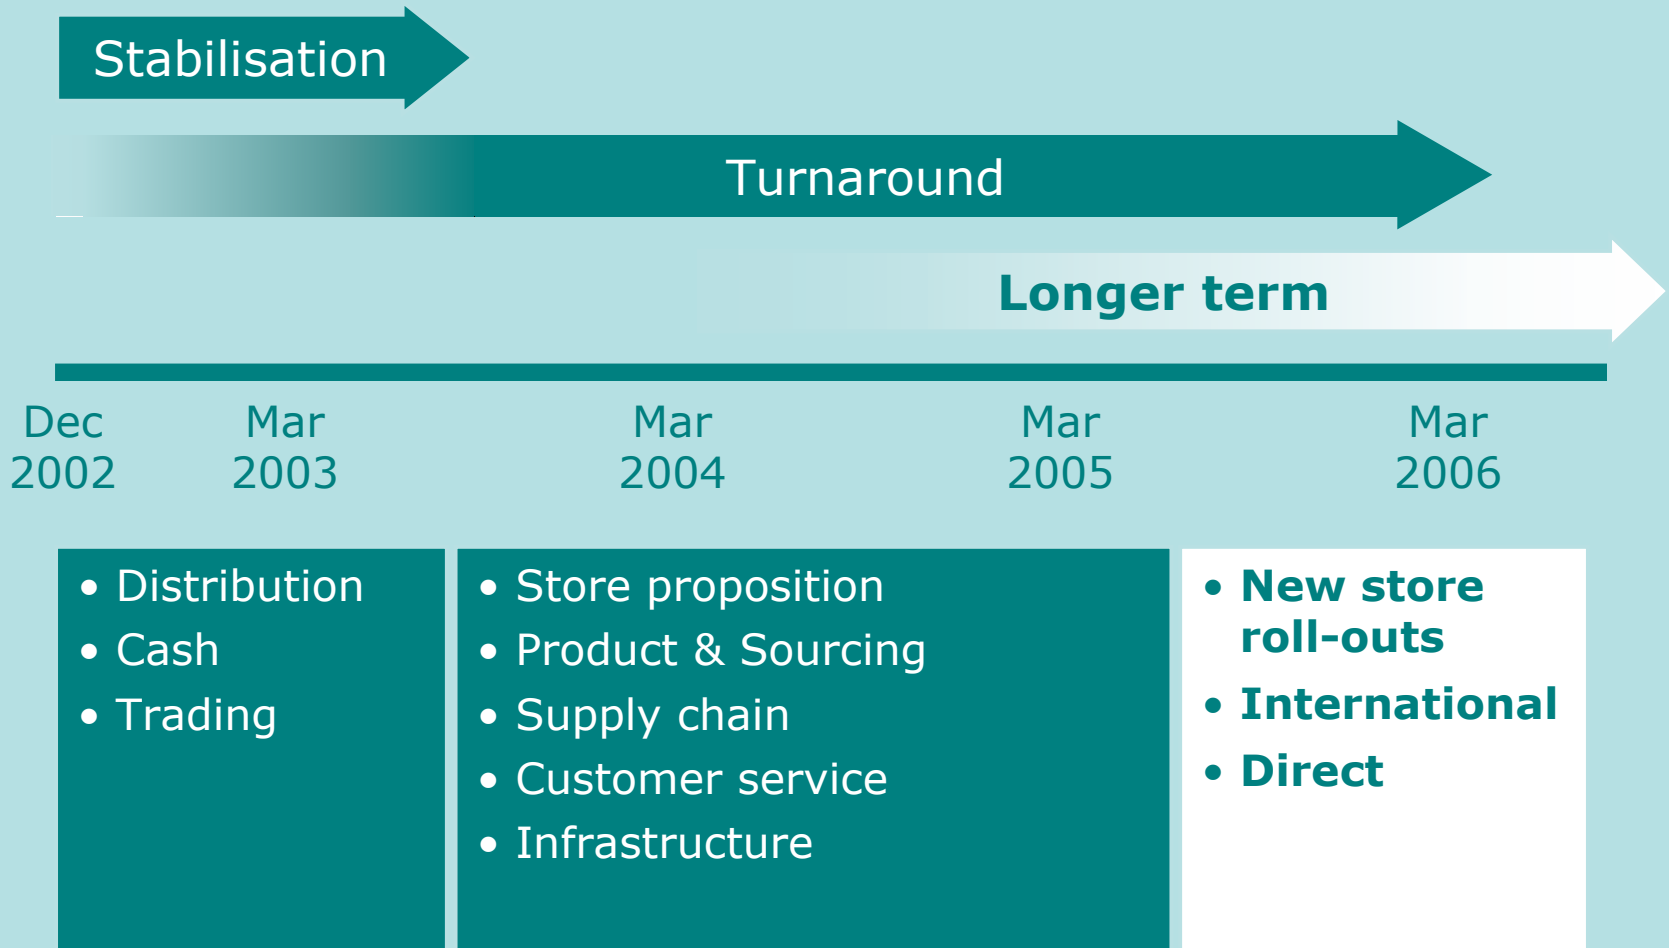 Stabilisation
Turnaround
Longer term
Dec
2002
Mar
2003
Mar
2004
Mar
2005
Mar
2006
• Distribution
• Cash
• Trading
• Store proposition
• Product & Sourcing
• Supply chain
• Customer service
• Infrastructure
• New store
roll-outs
• International
• Direct